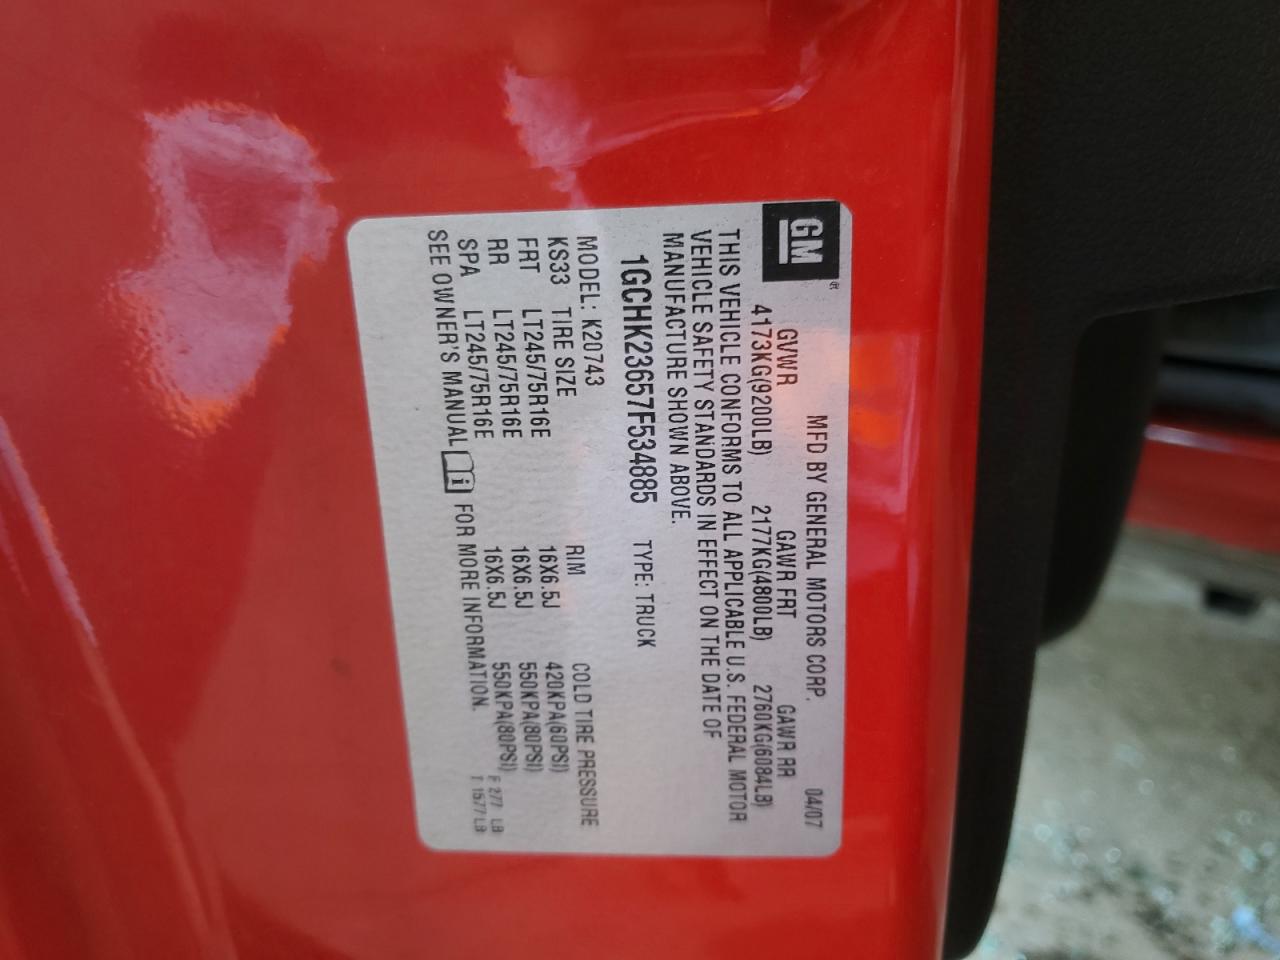 GM ®
MFD BY GENERAL MOTORS CORP. 04/07
GVWR GAWR FRT GAWR RR
4173KG(9200LB) 2177KG(4800LB) 2760KG(6084LB)
THIS VEHICLE CONFORMS TO ALL APPLICABLE U.S. FEDERAL MOTOR
VEHICLE SAFETY STANDARDS IN EFFECT ON THE DATE OF
MANUFACTURE SHOWN ABOVE.
1GCHK23657F534885 TYPE: TRUCK
MODEL: K20743
KS33 TIRE SIZE RIM COLD TIRE PRESSURE
FRT LT245/75R16E 16X6.5J 420KPA(60PSI)
RR LT245/75R16E 16X6.5J 550KPA(80PSI)
SPA LT245/75R16E 16X6.5J 550KPA(80PSI)
SEE OWNER'S MANUAL i FOR MORE INFORMATION.
F 277 LB
T 1577 LB